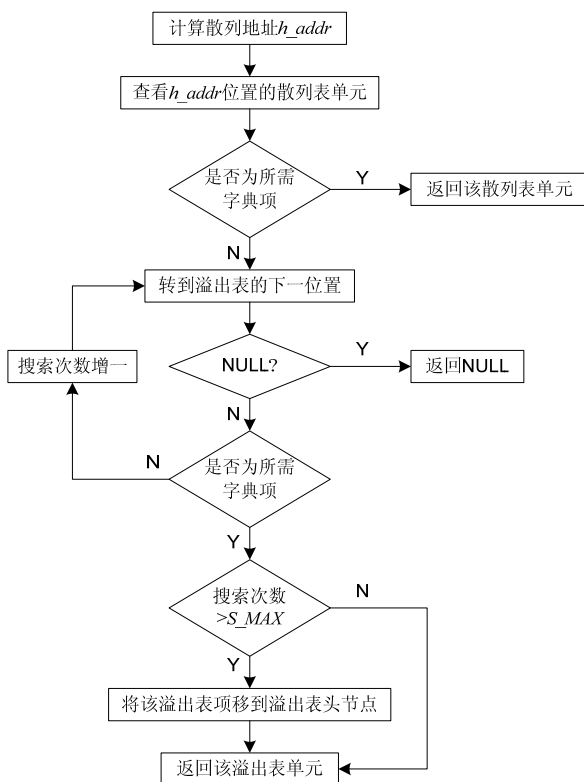 计算散列地址h_addr
查看h_addr位置的散列表单元
是否为所需
字典项
Y
返回该散列表单元
N
转到溢出表的下一位置
搜索次数增一
NULL?
Y
返回NULL
N
是否为所需
字典项
N
Y
搜索次数
>S_MAX
N
Y
将该溢出表项移到溢出表头节点
返回该溢出表单元